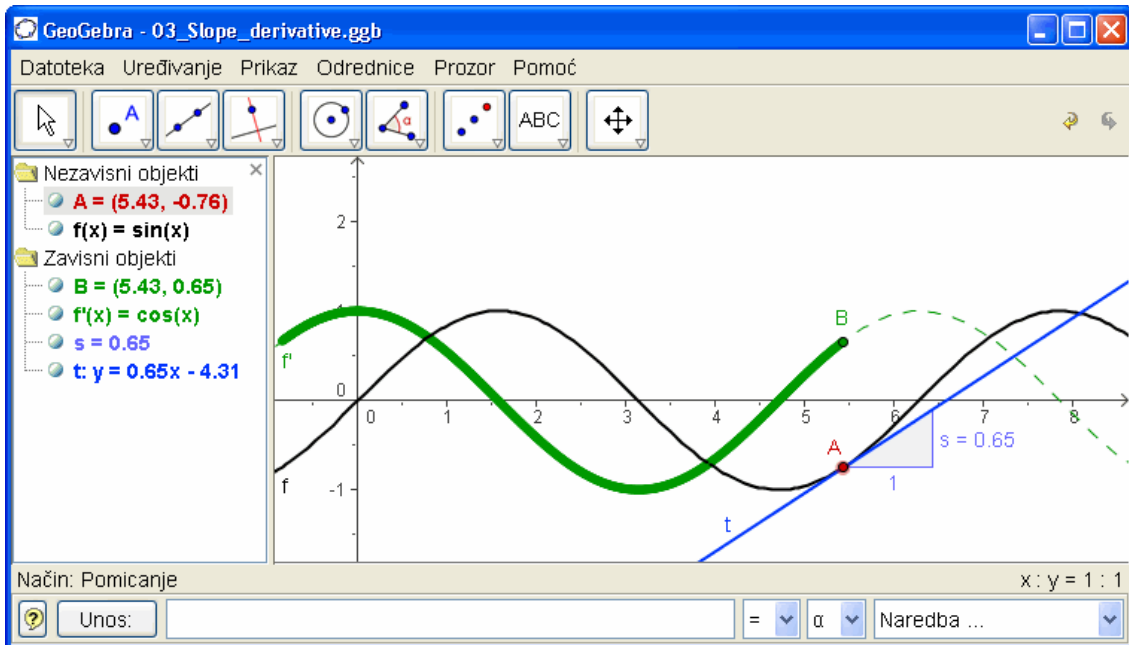 GeoGebra - 03_Slope_derivative.ggb
Datoteka Uređivanje Prikaz Odrednice Prozor Pomoć
A α ABC
Nezavisni objekti
A = (5.43, -0.76)
f(x) = sin(x)
Zavisni objekti
B = (5.43, 0.65)
f'(x) = cos(x)
s = 0.65
t: y = 0.65x - 4.31
2
1
B
f'
0
0 1 2 3 4 5 6 7 8
A
s = 0.65
1
f
-1
t
Način: Pomicanje
x : y = 1 : 1
? Unos: = α Naredba ...